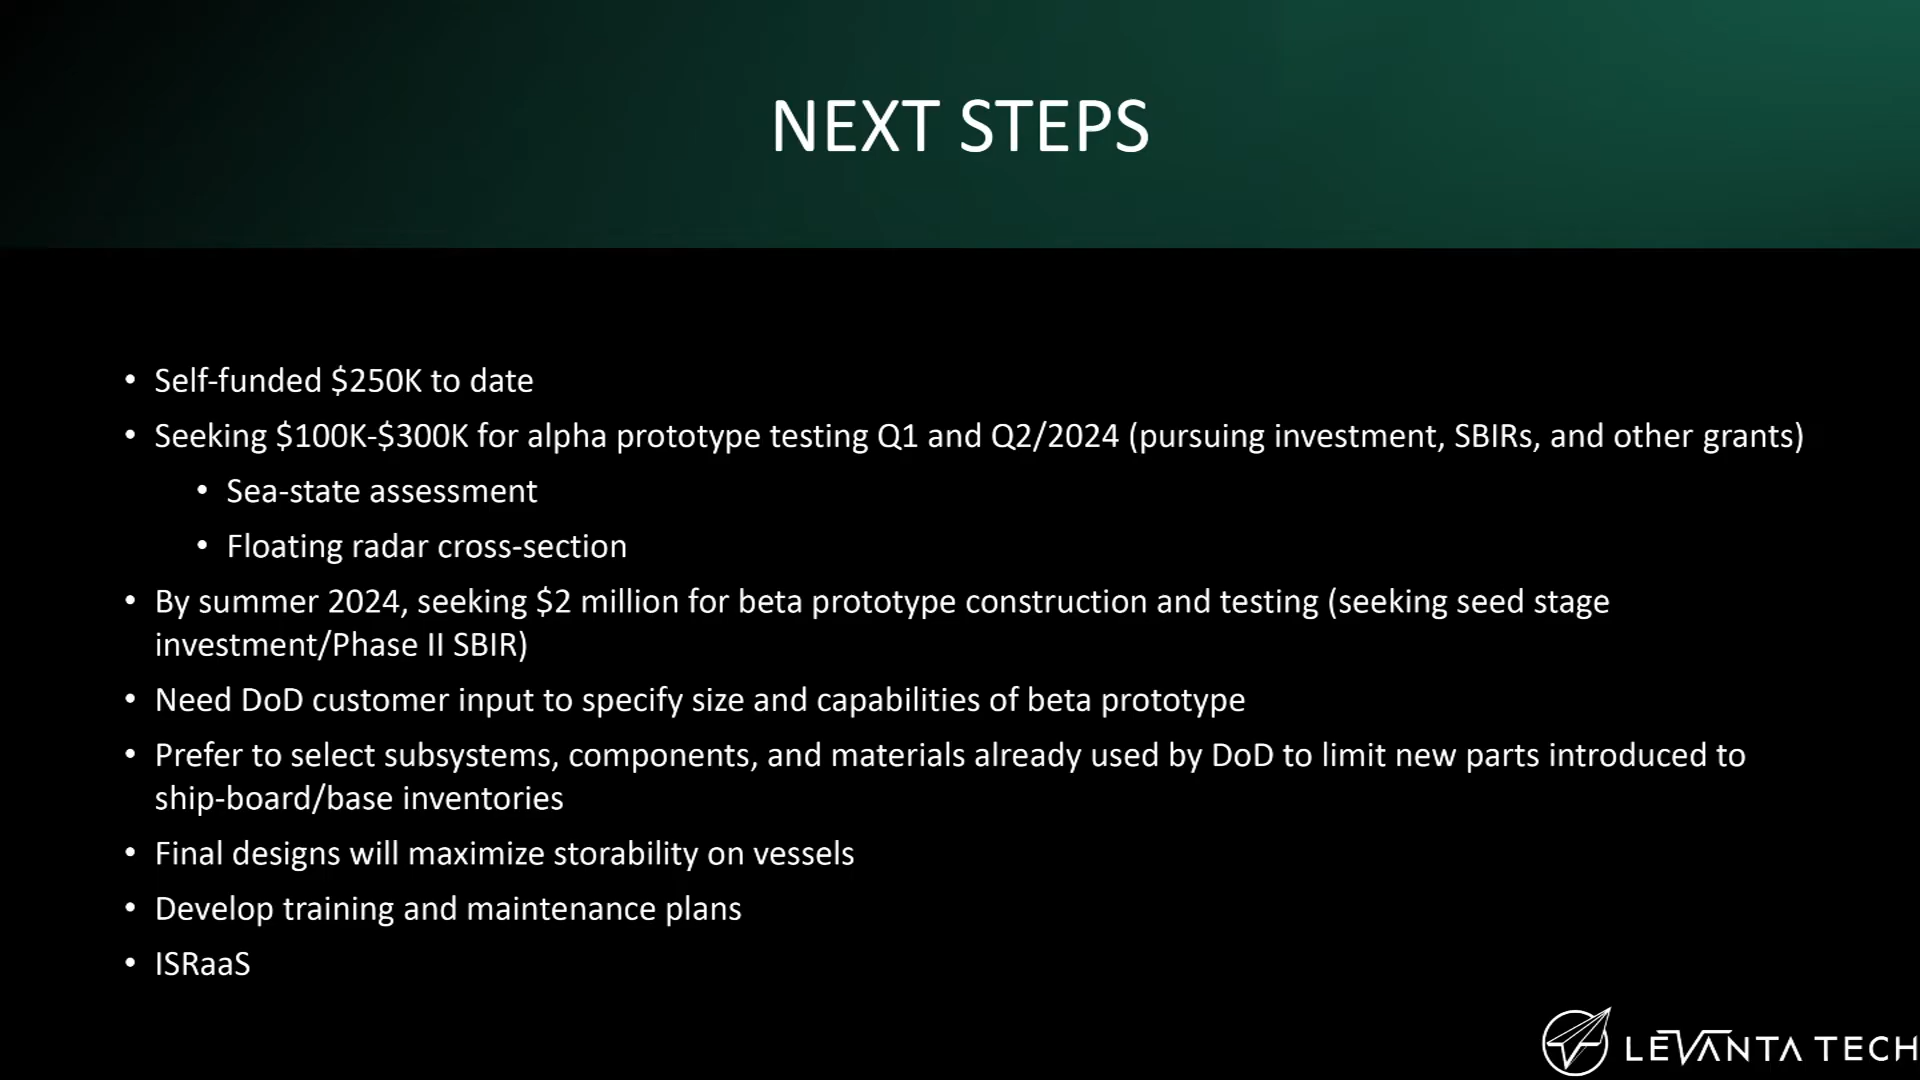 NEXT STEPS
• Self-funded $250K to date
• Seeking $100K-$300K for alpha prototype testing Q1 and Q2/2024 (pursuing investment, SBIRs, and other grants)
• Sea-state assessment
• Floating radar cross-section
• By summer 2024, seeking $2 million for beta prototype construction and testing (seeking seed stage
investment/Phase II SBIR)
• Need DoD customer input to specify size and capabilities of beta prototype
• Prefer to select subsystems, components, and materials already used by DoD to limit new parts introduced to
ship-board/base inventories
• Final designs will maximize storability on vessels
• Develop training and maintenance plans
• ISRaaS
LEVANTA TECH